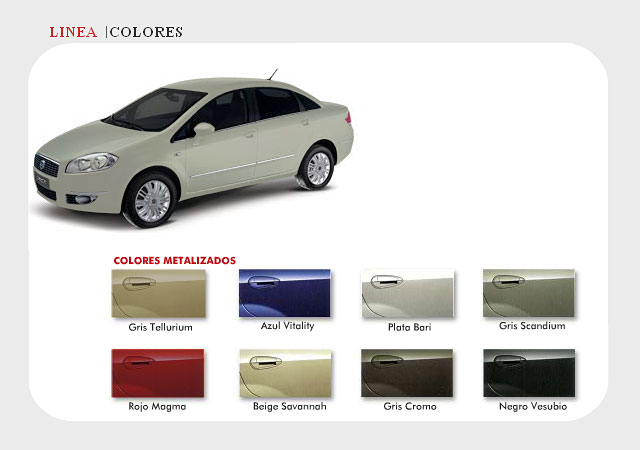 LINEA |COLORES
COLORES METALIZADOS
Gris Tellurium Azul Vitality Plata Bari Gris Scandium
Rojo Magma Beige Savannah Gris Cromo Negro Vesubio